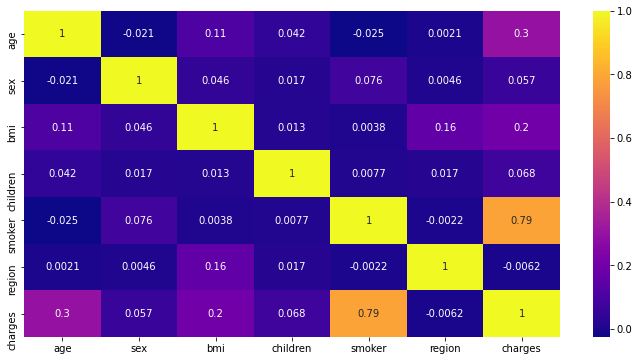 age 1 -0.021 0.11 0.042 -0.025 0.0021 0.3
sex -0.021 1 0.046 0.017 0.076 0.0046 0.057
bmi 0.11 0.046 1 0.013 0.0038 0.16 0.2
children 0.042 0.017 0.013 1 0.0077 0.017 0.068
smoker -0.025 0.076 0.0038 0.0077 1 -0.0022 0.79
region 0.0021 0.0046 0.16 0.017 -0.0022 1 -0.0062
charges 0.3 0.057 0.2 0.068 0.79 -0.0062 1
age sex bmi children smoker region charges
1.0
0.8
0.6
0.4
0.2
0.0